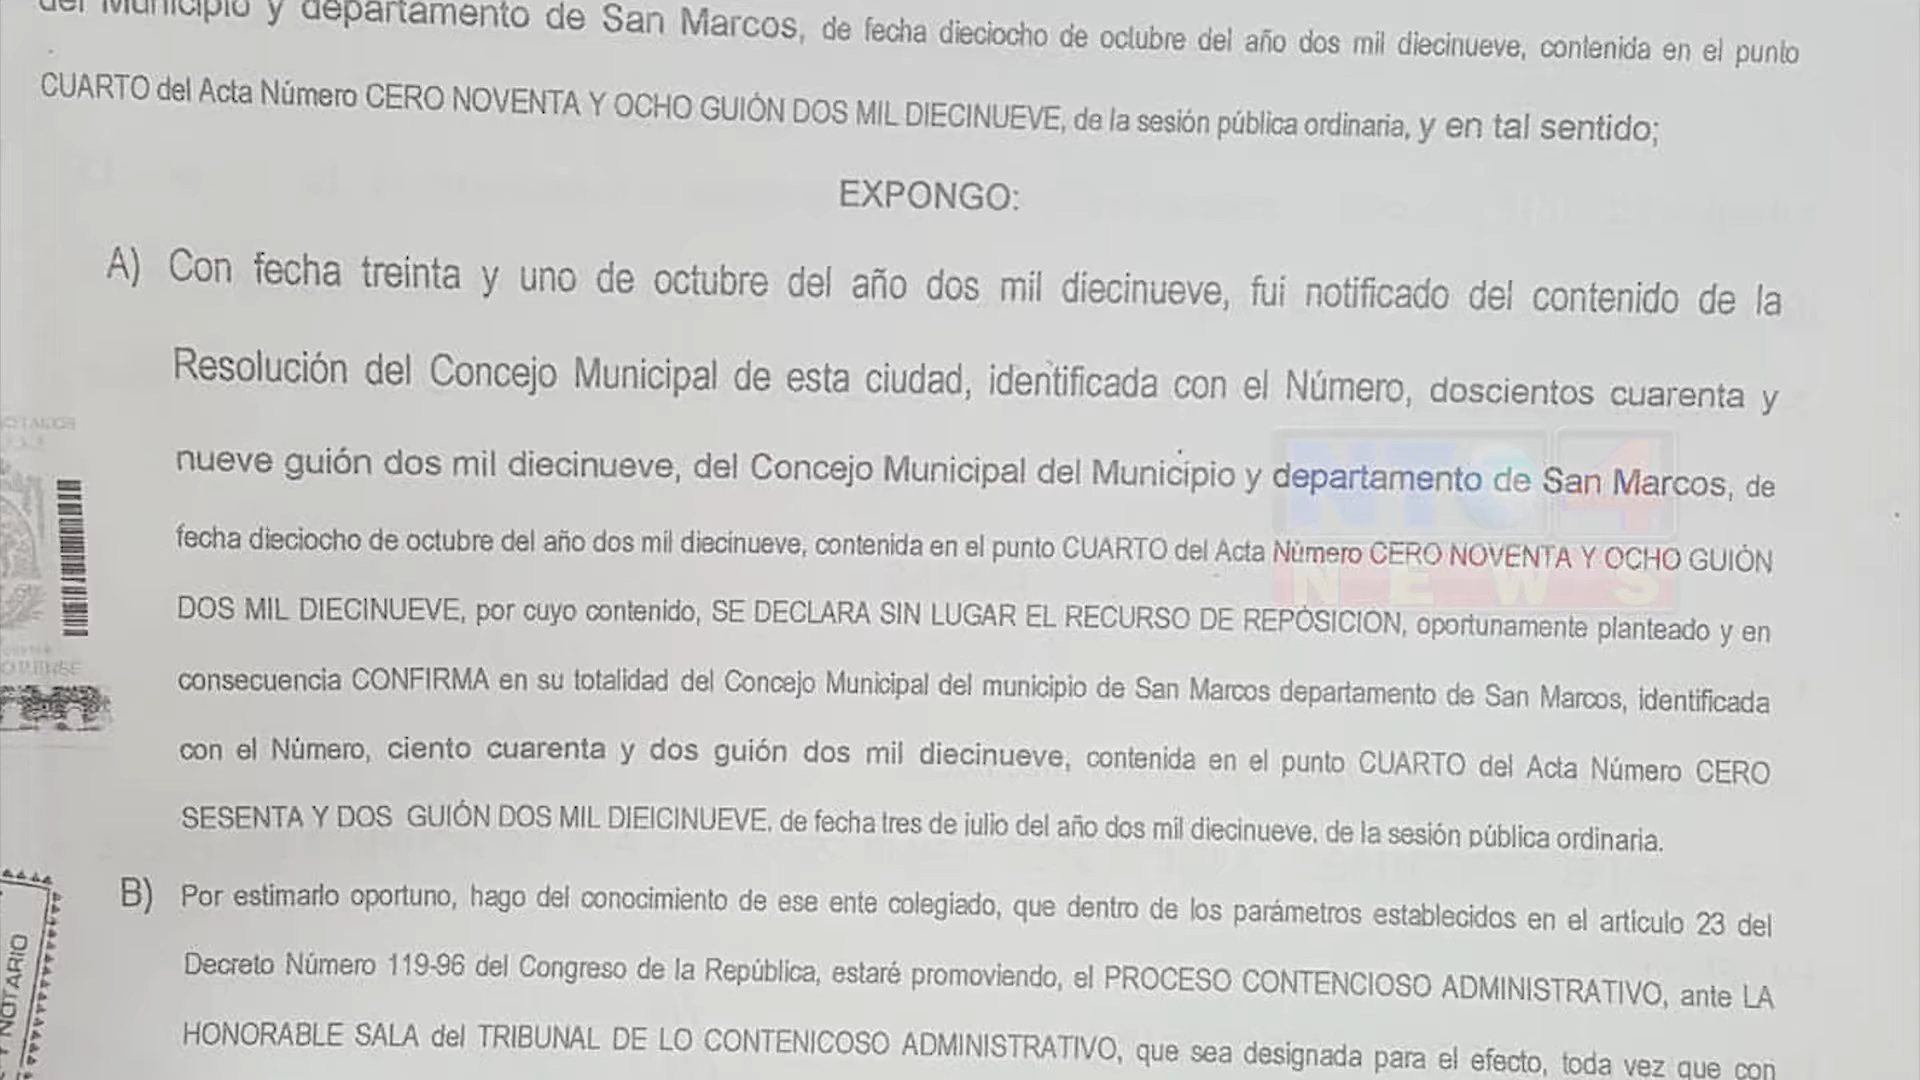 del Municipio y departamento de San Marcos, de fecha dieciocho de octubre del año dos mil diecinueve, contenida en el punto
CUARTO del Acta Número CERO NOVENTA Y OCHO GUIÓN DOS MIL DIECINUEVE, de la sesión pública ordinaria, y en tal sentido;
EXPONGO:
A) Con fecha treinta y uno de octubre del año dos mil diecinueve, fui notificado del contenido de la
Resolución del Concejo Municipal de esta ciudad, identificada con el Número, doscientos cuarenta y
nueve guión dos mil diecinueve, del Concejo Municipal del Municipio y departamento de San Marcos, de
fecha dieciocho de octubre del año dos mil diecinueve, contenida en el punto CUARTO del Acta Número CERO NOVENTA Y OCHO GUIÓN
DOS MIL DIECINUEVE, por cuyo contenido, SE DECLARA SIN LUGAR EL RECURSO DE REPOSICIÓN, oportunamente planteado y en
consecuencia CONFIRMA en su totalidad del Concejo Municipal del municipio de San Marcos departamento de San Marcos, identificada
con el Número, ciento cuarenta y dos guión dos mil diecinueve, contenida en el punto CUARTO del Acta Número CERO
SESENTA Y DOS GUIÓN DOS MIL DIEICINUEVE, de fecha tres de julio del año dos mil diecinueve, de la sesión pública ordinaria.
B) Por estimarlo oportuno, hago del conocimiento de ese ente colegiado, que dentro de los parámetros establecidos en el artículo 23 del
Decreto Número 119-96 del Congreso de la República, estaré promoviendo, el PROCESO CONTENCIOSO ADMINISTRATIVO, ante LA
HONORABLE SALA del TRIBUNAL DE LO CONTENICOSO ADMINISTRATIVO, que sea designada para el efecto, toda vez que con
NT 4
NEWS
Y NOTARIO